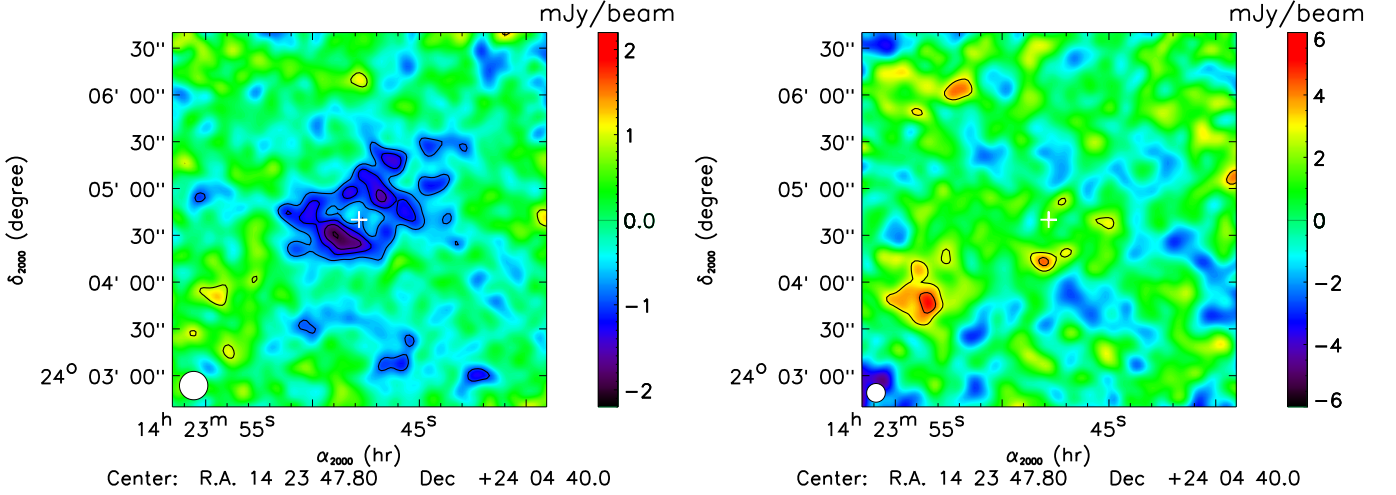 mJy/beam
30''
06' 00''
30''
05' 00''
30''
04' 00''
30''
24° 03' 00''
δ2000 (degree)
2
1
0.0
−1
−2
14h 23m 55s 45s
α2000 (hr)
Center: R.A. 14 23 47.80 Dec +24 04 40.0
mJy/beam
30''
06' 00''
30''
05' 00''
30''
04' 00''
30''
24° 03' 00''
δ2000 (degree)
6
4
2
0
−2
−4
−6
14h 23m 55s 45s
α2000 (hr)
Center: R.A. 14 23 47.80 Dec +24 04 40.0